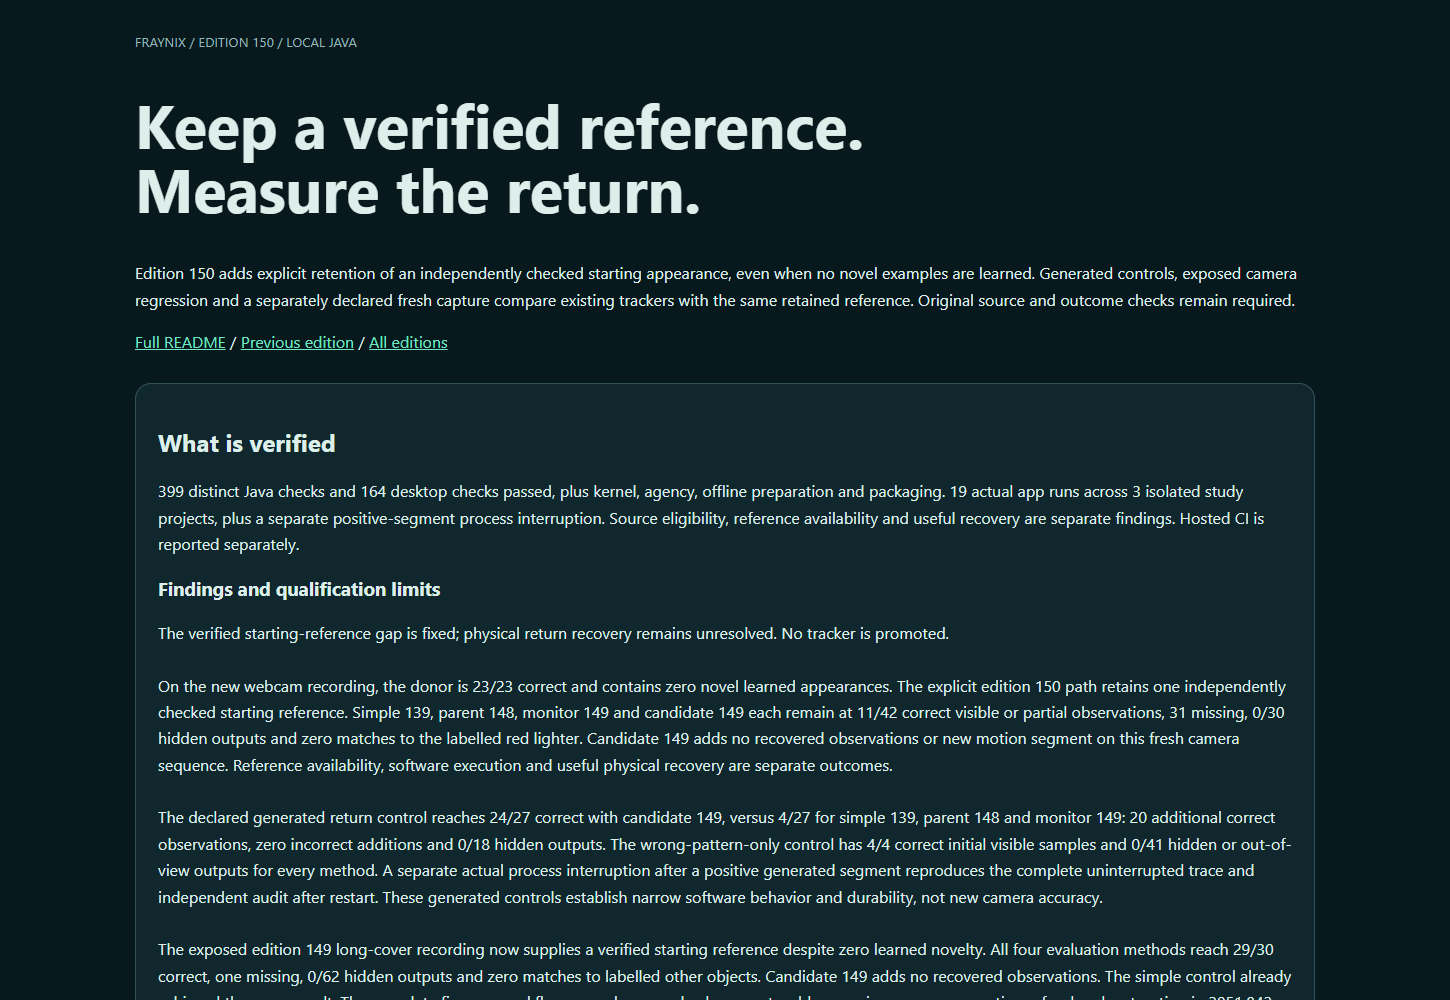 FRAYNIX / EDITION 150 / LOCAL JAVA
Keep a verified reference.
Measure the return.
Edition 150 adds explicit retention of an independently checked starting appearance, even when no novel examples are learned. Generated controls, exposed camera
regression and a separately declared fresh capture compare existing trackers with the same retained reference. Original source and outcome checks remain required.
Full README / Previous edition / All editions
What is verified
399 distinct Java checks and 164 desktop checks passed, plus kernel, agency, offline preparation and packaging. 19 actual app runs across 3 isolated study
projects, plus a separate positive-segment process interruption. Source eligibility, reference availability and useful recovery are separate findings. Hosted CI is
reported separately.
Findings and qualification limits
The verified starting-reference gap is fixed; physical return recovery remains unresolved. No tracker is promoted.
On the new webcam recording, the donor is 23/23 correct and contains zero novel learned appearances. The explicit edition 150 path retains one independently
checked starting reference. Simple 139, parent 148, monitor 149 and candidate 149 each remain at 11/42 correct visible or partial observations, 31 missing, 0/30
hidden outputs and zero matches to the labelled red lighter. Candidate 149 adds no recovered observations or new motion segment on this fresh camera
sequence. Reference availability, software execution and useful physical recovery are separate outcomes.
The declared generated return control reaches 24/27 correct with candidate 149, versus 4/27 for simple 139, parent 148 and monitor 149: 20 additional correct
observations, zero incorrect additions and 0/18 hidden outputs. The wrong-pattern-only control has 4/4 correct initial visible samples and 0/41 hidden or out-of-
view outputs for every method. A separate actual process interruption after a positive generated segment reproduces the complete uninterrupted trace and
independent audit after restart. These generated controls establish narrow software behavior and durability, not new camera accuracy.
The exposed edition 149 long-cover recording now supplies a verified starting reference despite zero learned novelty. All four evaluation methods reach 29/30
correct, one missing, 0/62 hidden outputs and zero matches to labelled other objects. Candidate 149 adds no recovered observations. The simple control already